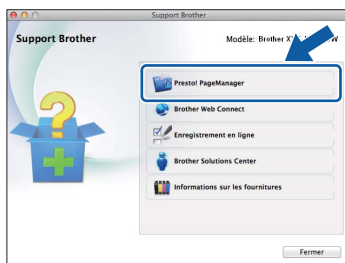 Support Brother
Support Brother
Modèle: Brother
Presto! PageManager
Brother Web Connect
Enregistrement en ligne
Brother Solutions Center
Informations sur les fournitures
Fermer